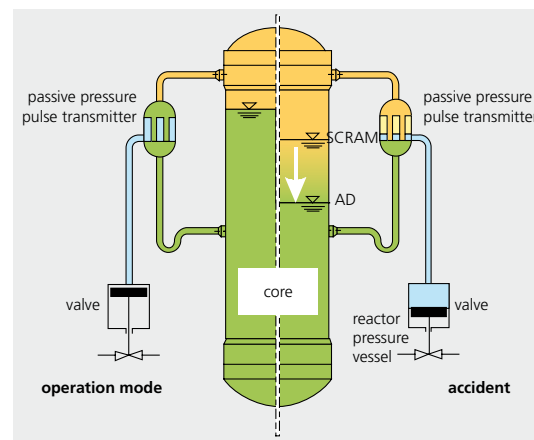 passive pressure
pulse transmitter
passive pressure
pulse transmitter
SCRAM
AD
core
valve
valve
reactor
pressure
vessel
operation mode
accident